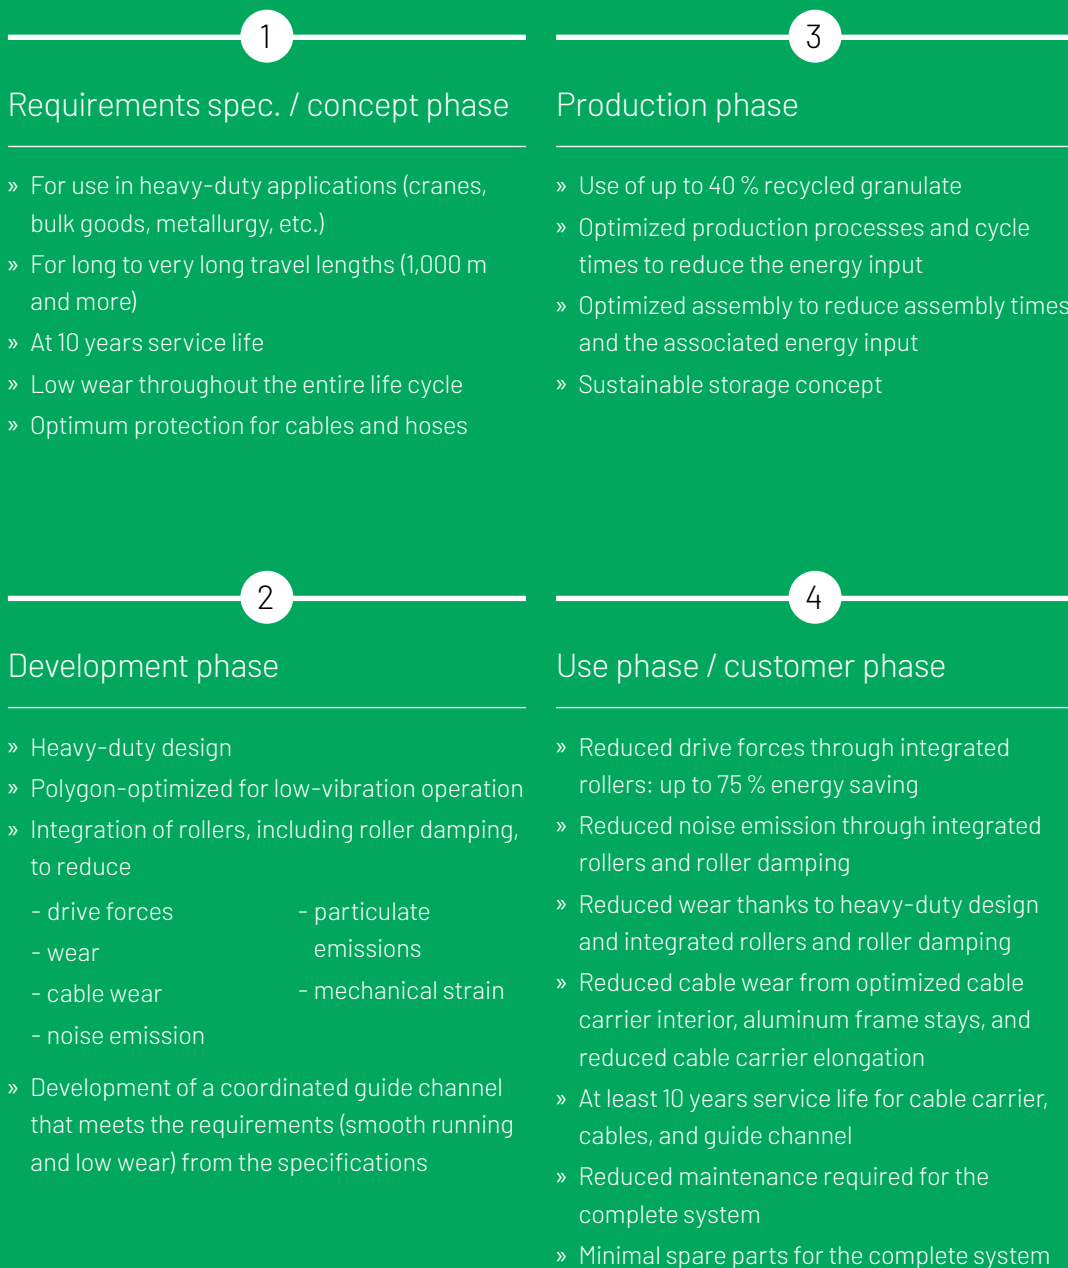 1
Requirements spec. / concept phase
» For use in heavy-duty applications (cranes,
bulk goods, metallurgy, etc.)
» For long to very long travel lengths (1,000 m
and more)
» At 10 years service life
» Low wear throughout the entire life cycle
» Optimum protection for cables and hoses
2
Development phase
» Heavy-duty design
» Polygon-optimized for low-vibration operation
» Integration of rollers, including roller damping,
to reduce
- drive forces
- wear
- cable wear
- noise emission
- particulate
emissions
- mechanical strain
» Development of a coordinated guide channel
that meets the requirements (smooth running
and low wear) from the specifications
3
Production phase
» Use of up to 40 % recycled granulate
» Optimized production processes and cycle
times to reduce the energy input
» Optimized assembly to reduce assembly times
and the associated energy input
» Sustainable storage concept
4
Use phase / customer phase
» Reduced drive forces through integrated
rollers: up to 75 % energy saving
» Reduced noise emission through integrated
rollers and roller damping
» Reduced wear thanks to heavy-duty design
and integrated rollers and roller damping
» Reduced cable wear from optimized cable
carrier interior, aluminum frame stays, and
reduced cable carrier elongation
» At least 10 years service life for cable carrier,
cables, and guide channel
» Reduced maintenance required for the
complete system
» Minimal spare parts for the complete system